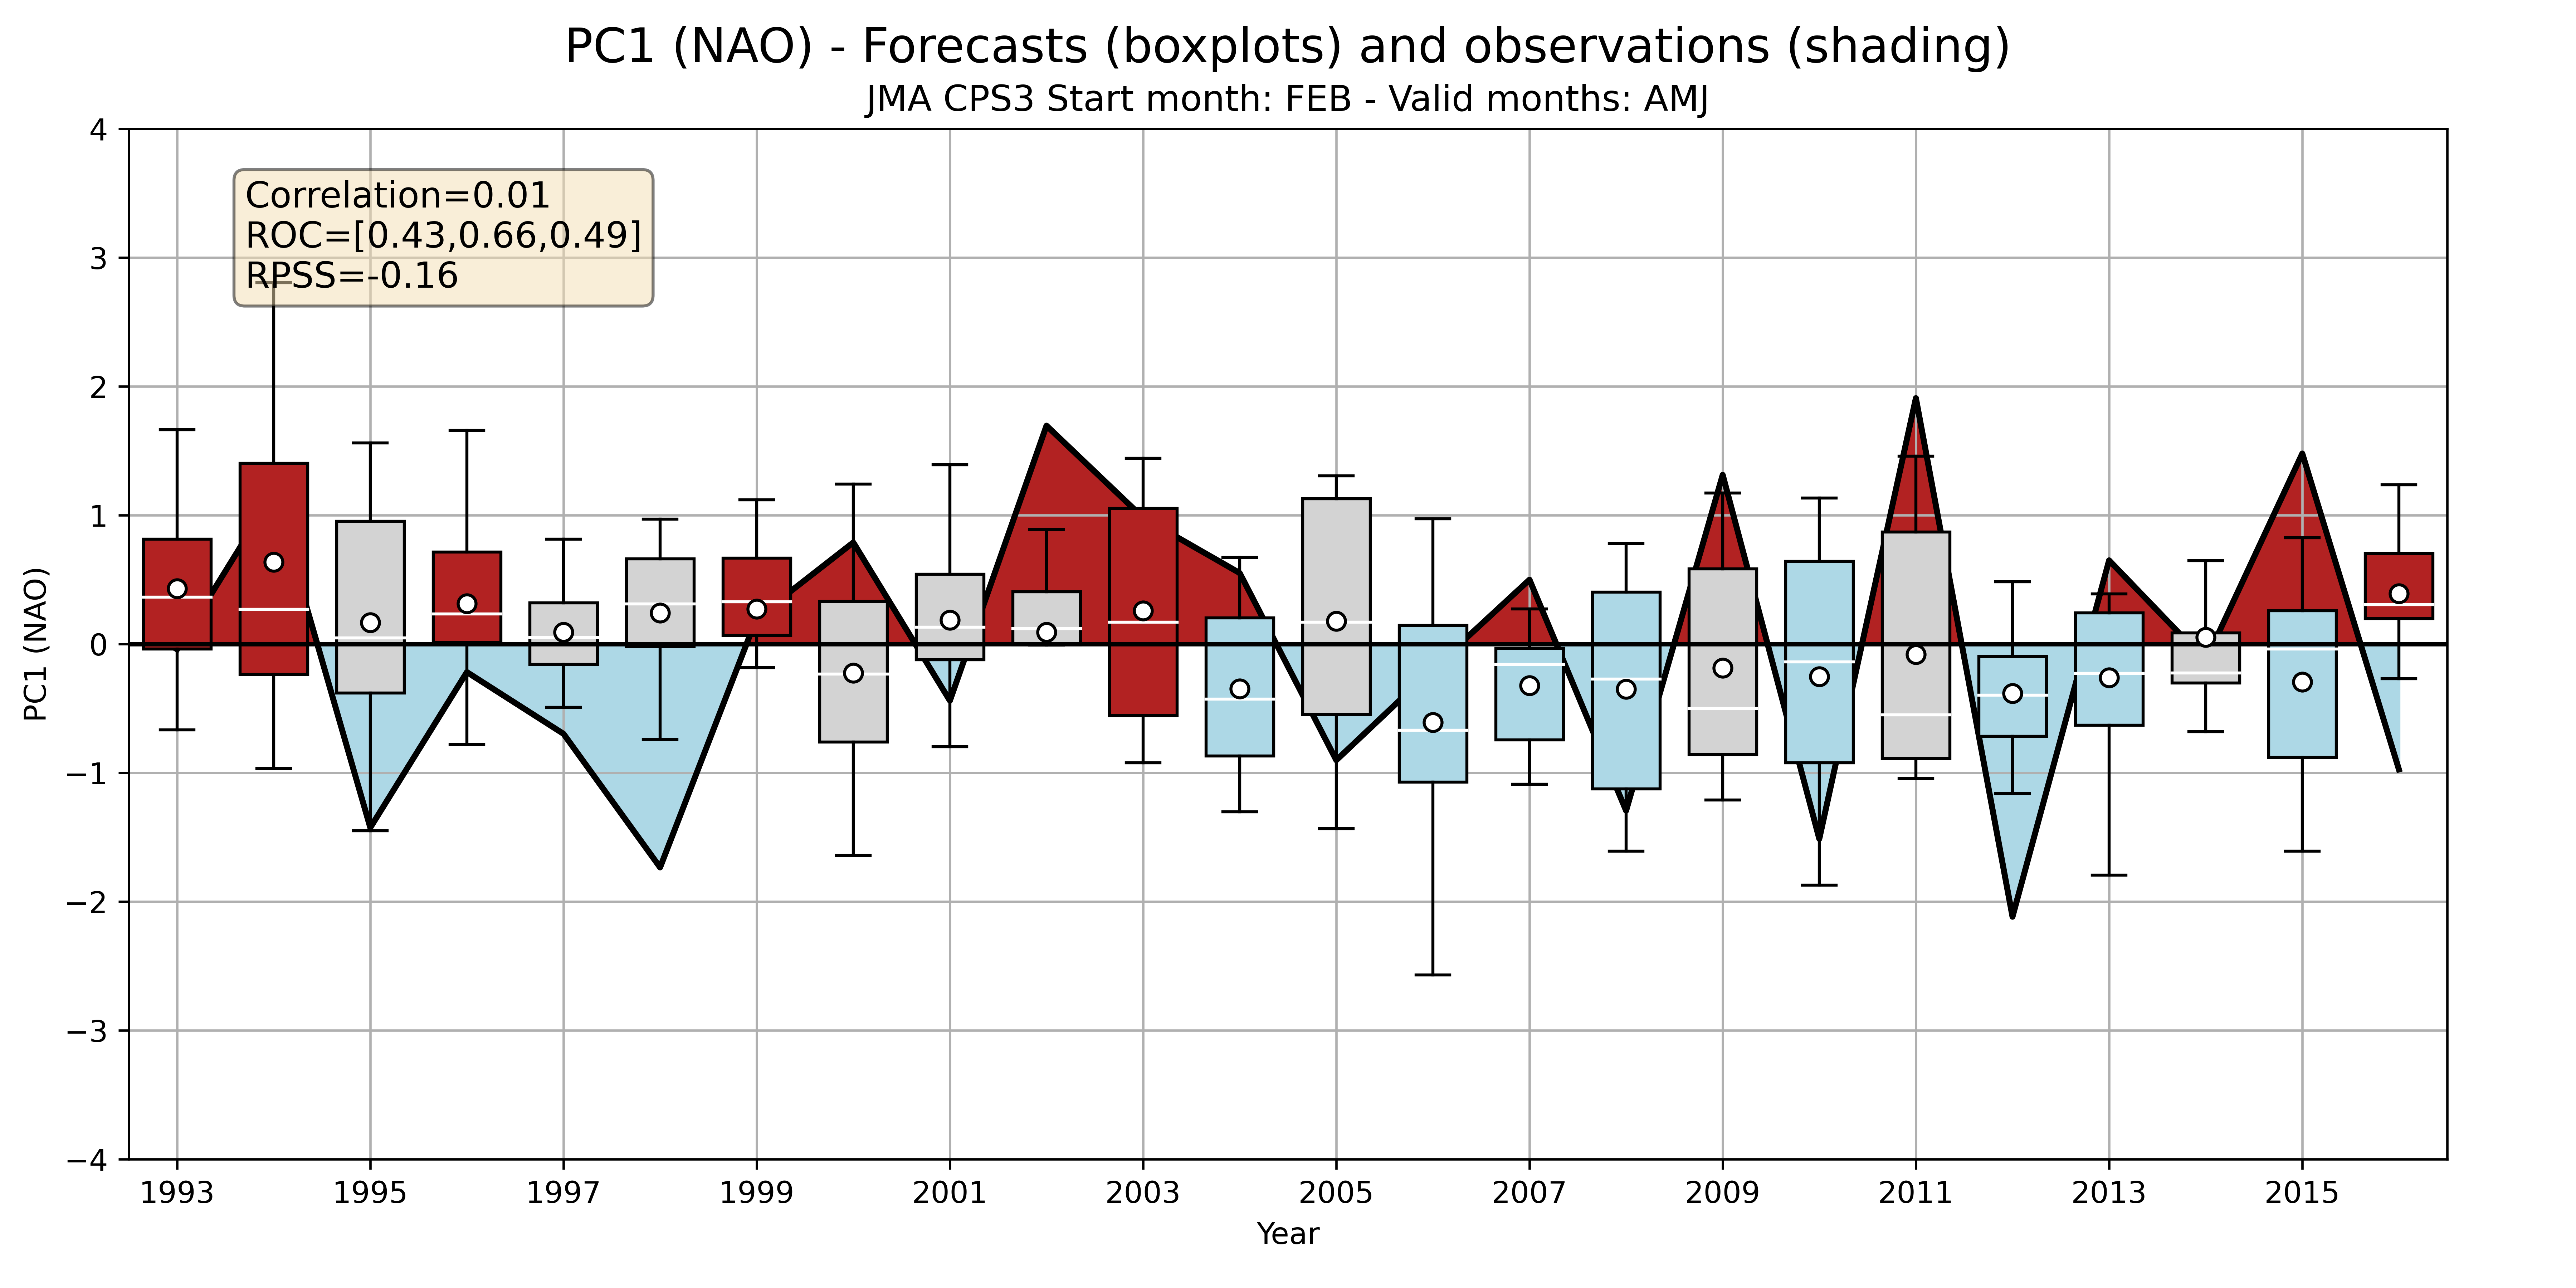 PC1 (NAO) - Forecasts (boxplots) and observations (shading)
JMA CPS3 Start month: FEB - Valid months: AMJ
Correlation=0.01
ROC=[0.43,0.66,0.49]
RPSS=-0.16
PC1 (NAO)
4
3
2
1
0
−1
−2
−3
−4
1993 1995 1997 1999 2001 2003 2005 2007 2009 2011 2013 2015
Year